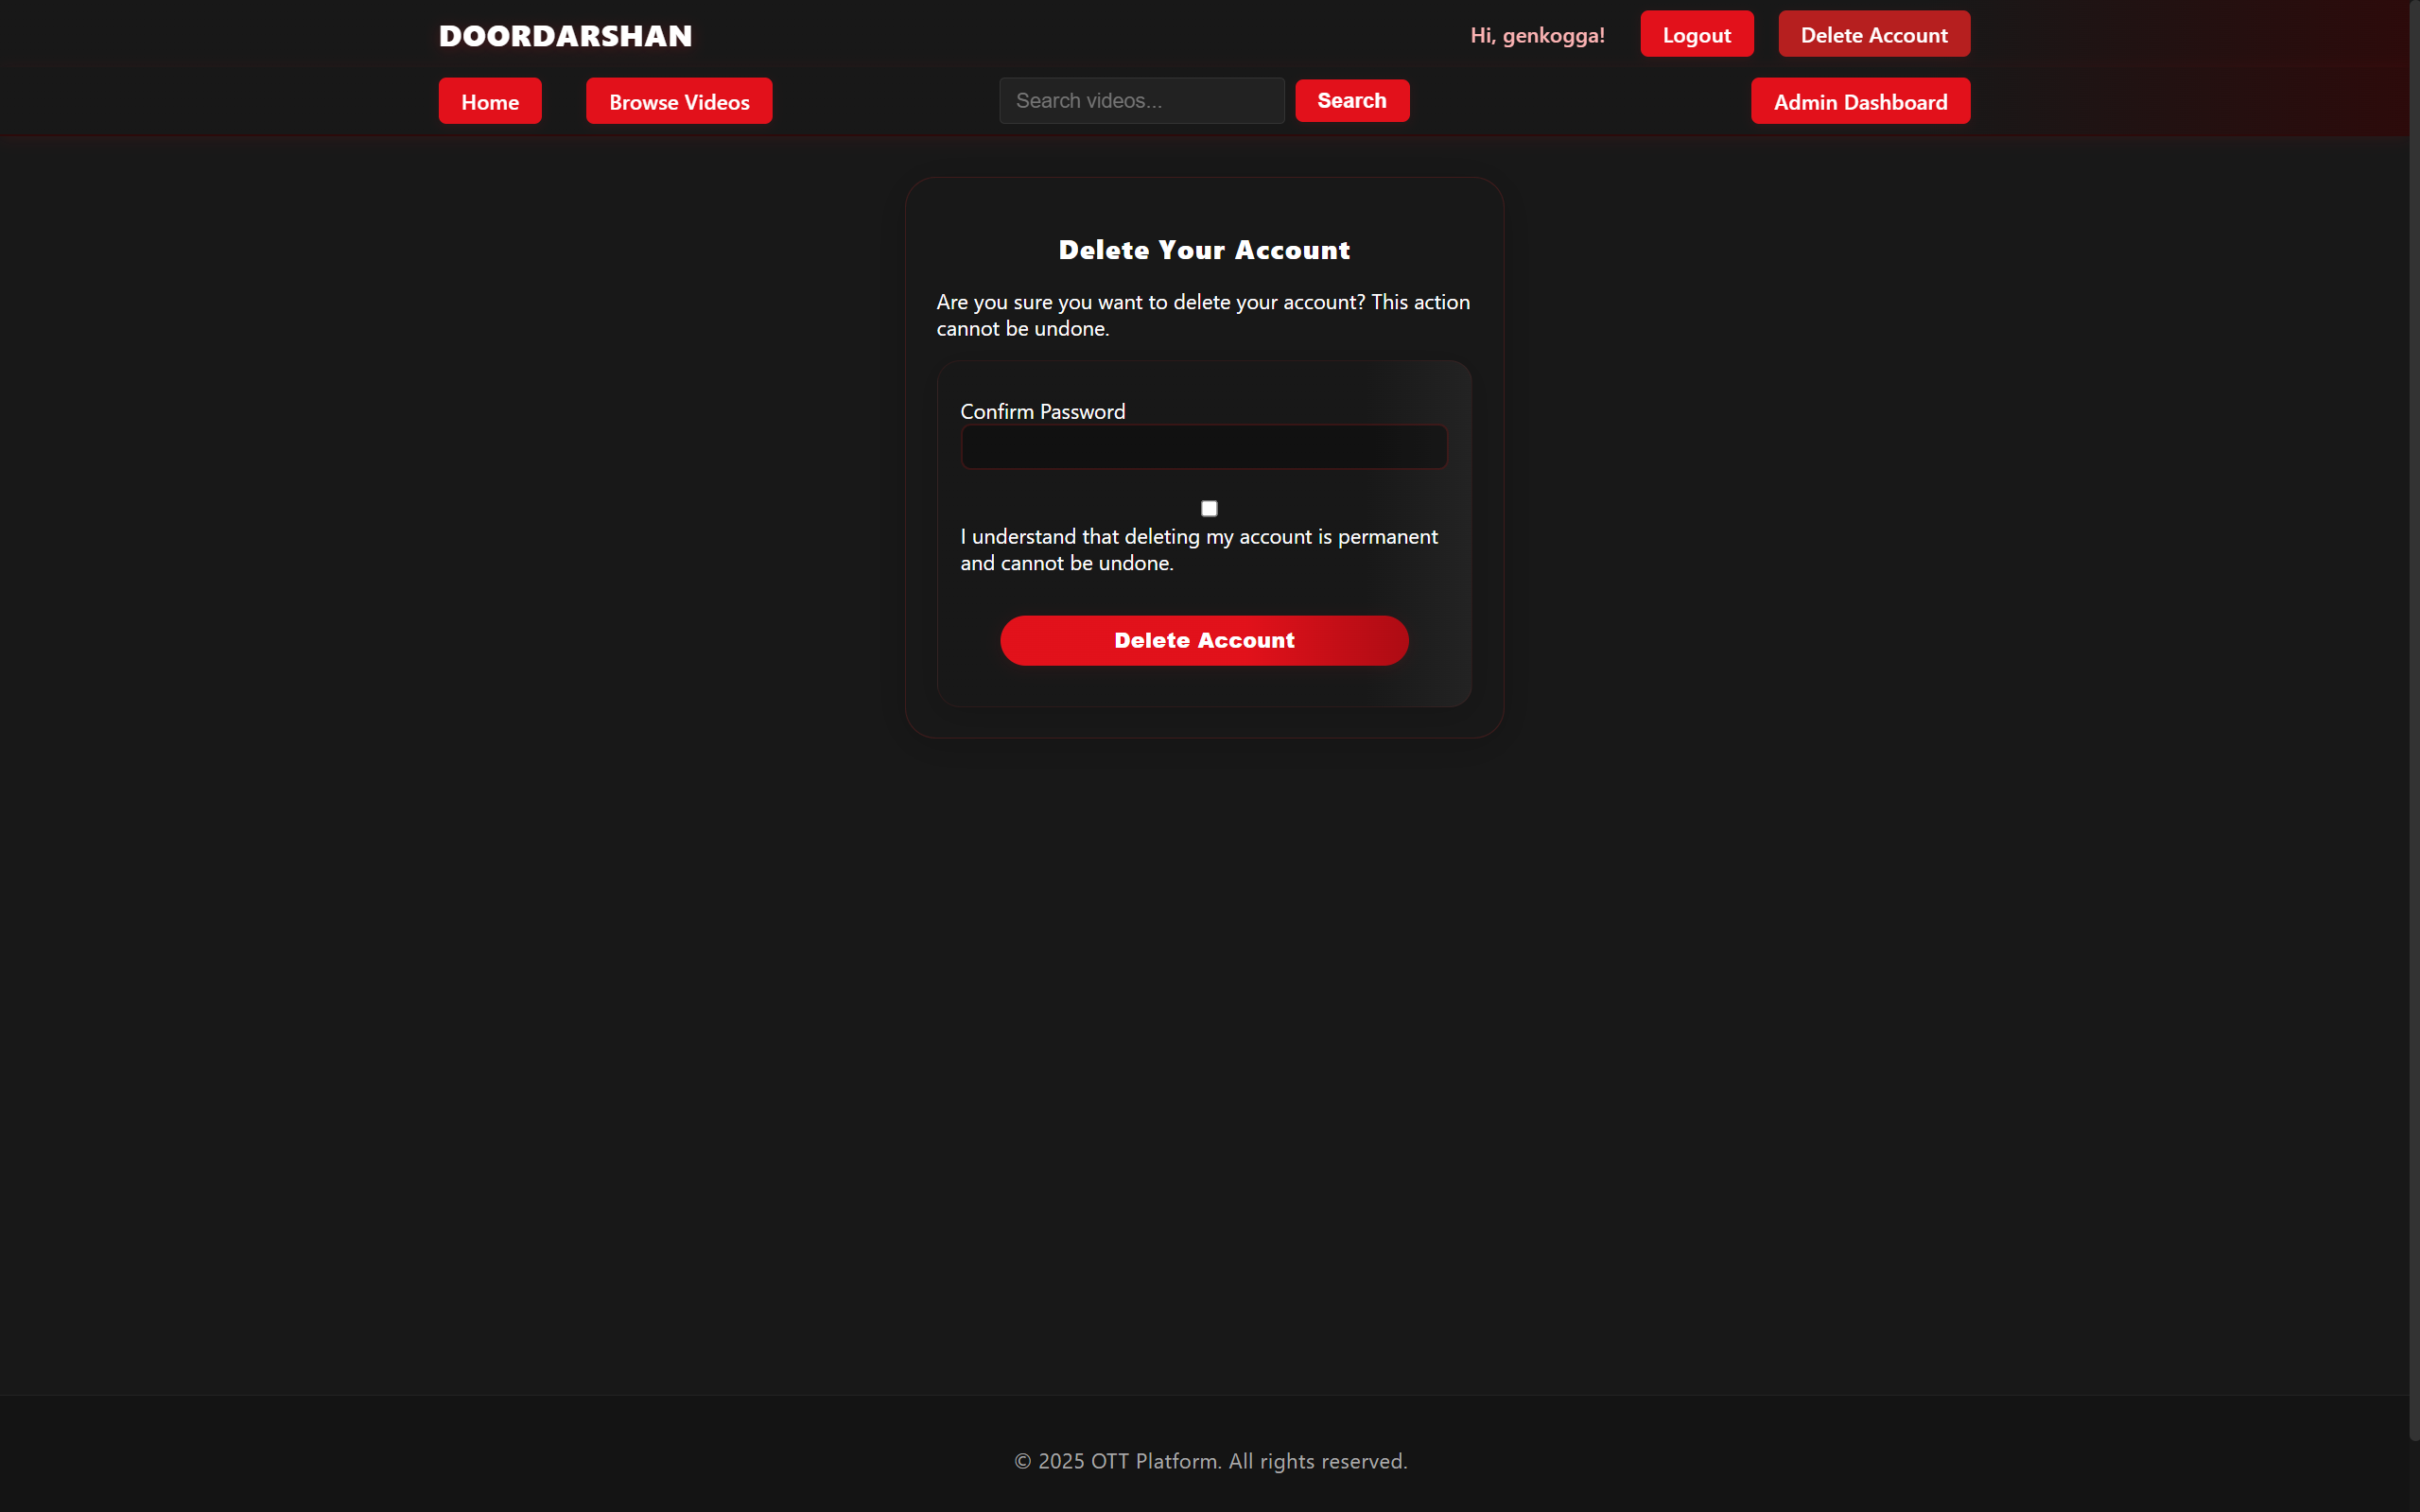 DOORDARSHAN
Hi, genkogga!
Logout
Delete Account
Home
Browse Videos
Search videos...
Search
Admin Dashboard
Delete Your Account
Are you sure you want to delete your account? This action
cannot be undone.
Confirm Password
I understand that deleting my account is permanent
and cannot be undone.
Delete Account
© 2025 OTT Platform. All rights reserved.